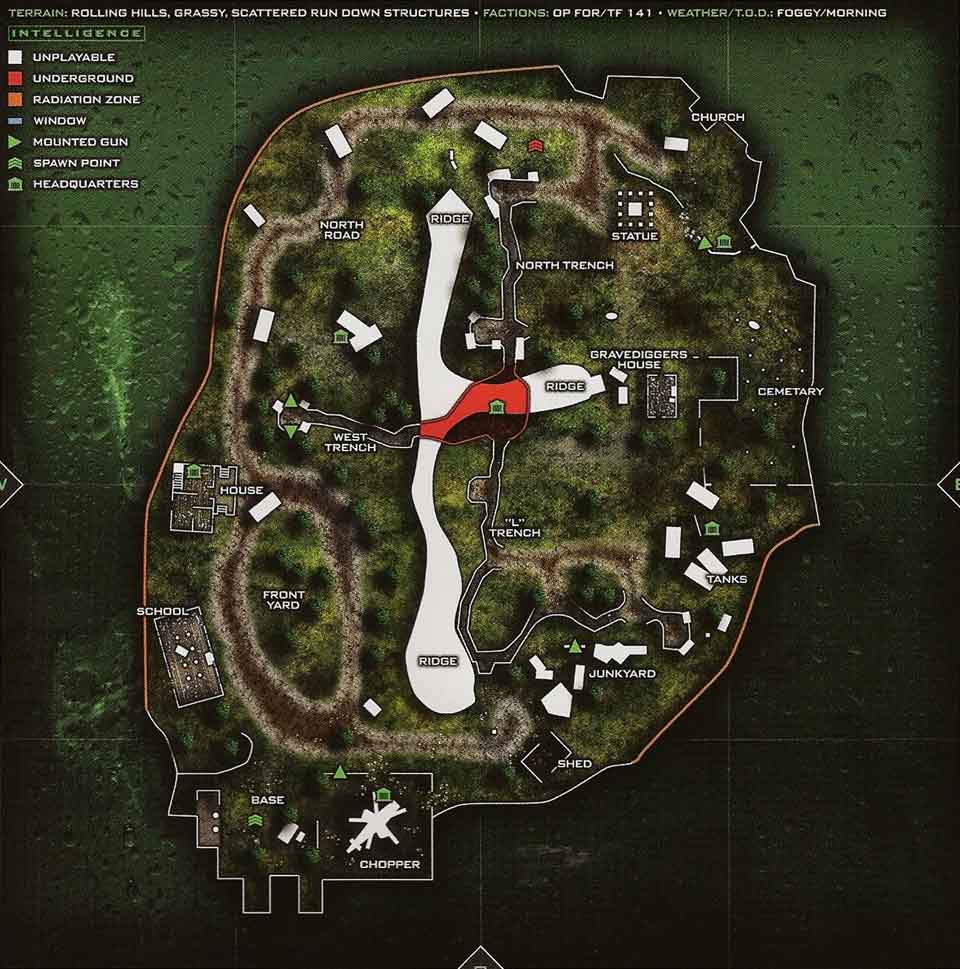 TERRAIN: ROLLING HILLS, GRASSY, SCATTERED RUN DOWN STRUCTURES • FACTIONS: OP FOR/TF 141 • WEATHER/T.O.D.: FOGGY/MORNING
INTELLIGENCE
UNPLAYABLE
UNDERGROUND
RADIATION ZONE
WINDOW
MOUNTED GUN
SPAWN POINT
HEADQUARTERS
CHURCH
RIDGE
NORTH
ROAD
STATUE
NORTH TRENCH
GRAVEDIGGERS
HOUSE
RIDGE
CEMETARY
WEST
TRENCH
HOUSE
"L"
TRENCH
TANKS
FRONT
YARD
SCHOOL
RIDGE
JUNKYARD
SHED
BASE
CHOPPER